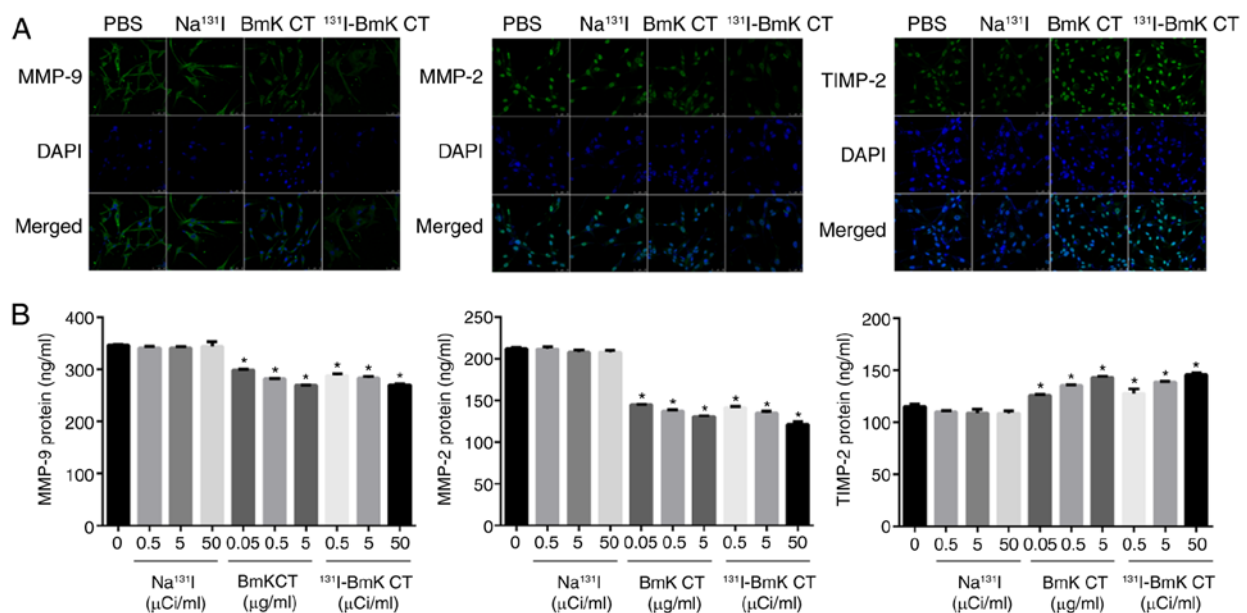 A
PBS Na¹³¹I BmK CT ¹³¹I-BmK CT
MMP-9
DAPI
Merged
PBS Na¹³¹I BmK CT ¹³¹I-BmK CT
MMP-2
DAPI
Merged
PBS Na¹³¹I BmK CT ¹³¹I-BmK CT
TIMP-2
DAPI
Merged
B
MMP-9 protein (ng/ml)
400
300
300
100
0
* * * * * *
0 0.5 5 50 0.05 0.5 5 0.5 5 50
Na¹³¹I BmKCT ¹³¹I-BmK CT
(μCi/ml) (μg/ml) (μCi/ml)
MMP-2 protein (ng/ml)
250
200
150
100
50
0
* * * * * *
0 0.5 5 50 0.05 0.5 5 0.5 5 50
Na¹³¹I BmK CT ¹³¹I-BmK CT
(μCi/ml) (μg/ml) (μCi/ml)
TIMP-2 protein (ng/ml)
200
150
100
50
0
* * * * * *
0 0.5 5 50 0.05 0.5 5 0.5 5 50
Na¹³¹I BmK CT ¹³¹I-BmK CT
(μCi/ml) (μg/ml) (μCi/ml)